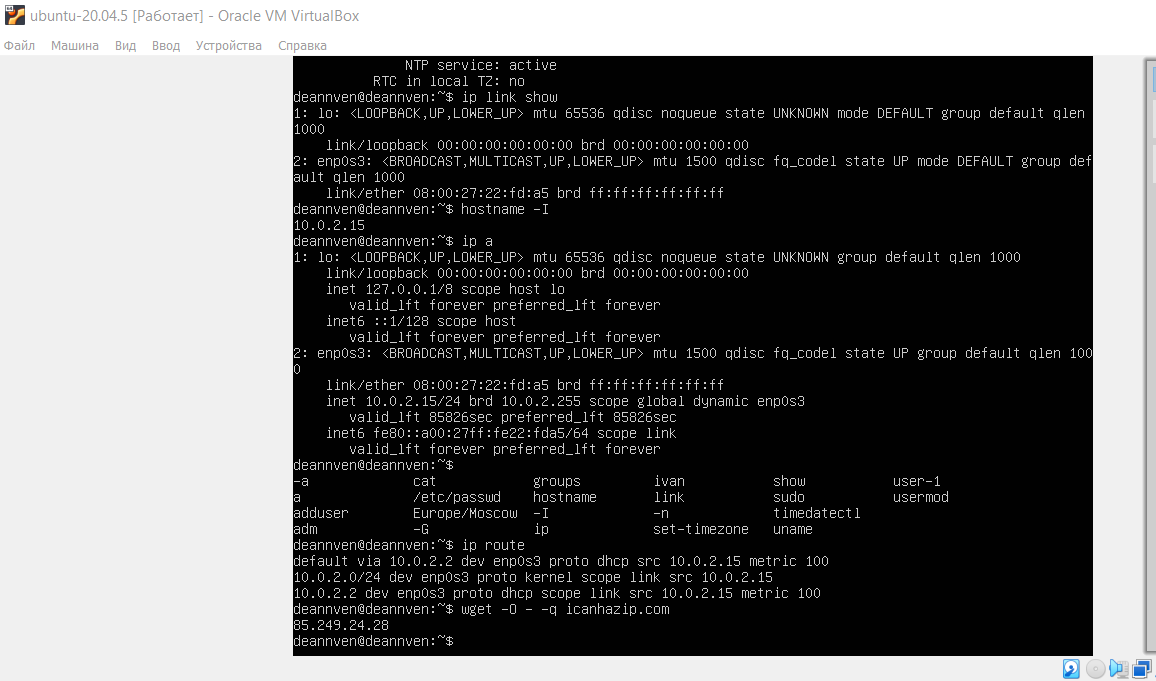 ubuntu-20.04.5 [Работает] - Oracle VM VirtualBox
Файл Машина Вид Ввод Устройства Справка
NTP service: active
RTC in local TZ: no
deannven@deannven:~$ ip link show
1: lo: <LOOPBACK,UP,LOWER_UP> mtu 65536 qdisc noqueue state UNKNOWN mode DEFAULT group default qlen
1000
link/loopback 00:00:00:00:00:00 brd 00:00:00:00:00:00
2: enp0s3: <BROADCAST,MULTICAST,UP,LOWER_UP> mtu 1500 qdisc fq_codel state UP mode DEFAULT group def
ault qlen 1000
link/ether 08:00:27:22:fd:a5 brd ff:ff:ff:ff:ff:ff
deannven@deannven:~$ hostname -I
10.0.2.15
deannven@deannven:~$ ip a
1: lo: <LOOPBACK,UP,LOWER_UP> mtu 65536 qdisc noqueue state UNKNOWN group default qlen 1000
link/loopback 00:00:00:00:00:00 brd 00:00:00:00:00:00
inet 127.0.0.1/8 scope host lo
valid_lft forever preferred_lft forever
inet6 ::1/128 scope host
valid_lft forever preferred_lft forever
2: enp0s3: <BROADCAST,MULTICAST,UP,LOWER_UP> mtu 1500 qdisc fq_codel state UP group default qlen 100
0
link/ether 08:00:27:22:fd:a5 brd ff:ff:ff:ff:ff:ff
inet 10.0.2.15/24 brd 10.0.2.255 scope global dynamic enp0s3
valid_lft 85826sec preferred_lft 85826sec
inet6 fe80::a00:27ff:fe22:fda5/64 scope link
valid_lft forever preferred_lft forever
deannven@deannven:~$
-a cat groups ivan show user-1
a /etc/passwd hostname link sudo usermod
adduser Europe/Moscow -I -n timedatectl
adm -G ip set-timezone uname
deannven@deannven:~$ ip route
default via 10.0.2.2 dev enp0s3 proto dhcp src 10.0.2.15 metric 100
10.0.2.0/24 dev enp0s3 proto kernel scope link src 10.0.2.15
10.0.2.2 dev enp0s3 proto dhcp scope link src 10.0.2.15 metric 100
deannven@deannven:~$ wget -O - -q icanhazip.com
85.249.24.28
deannven@deannven:~$